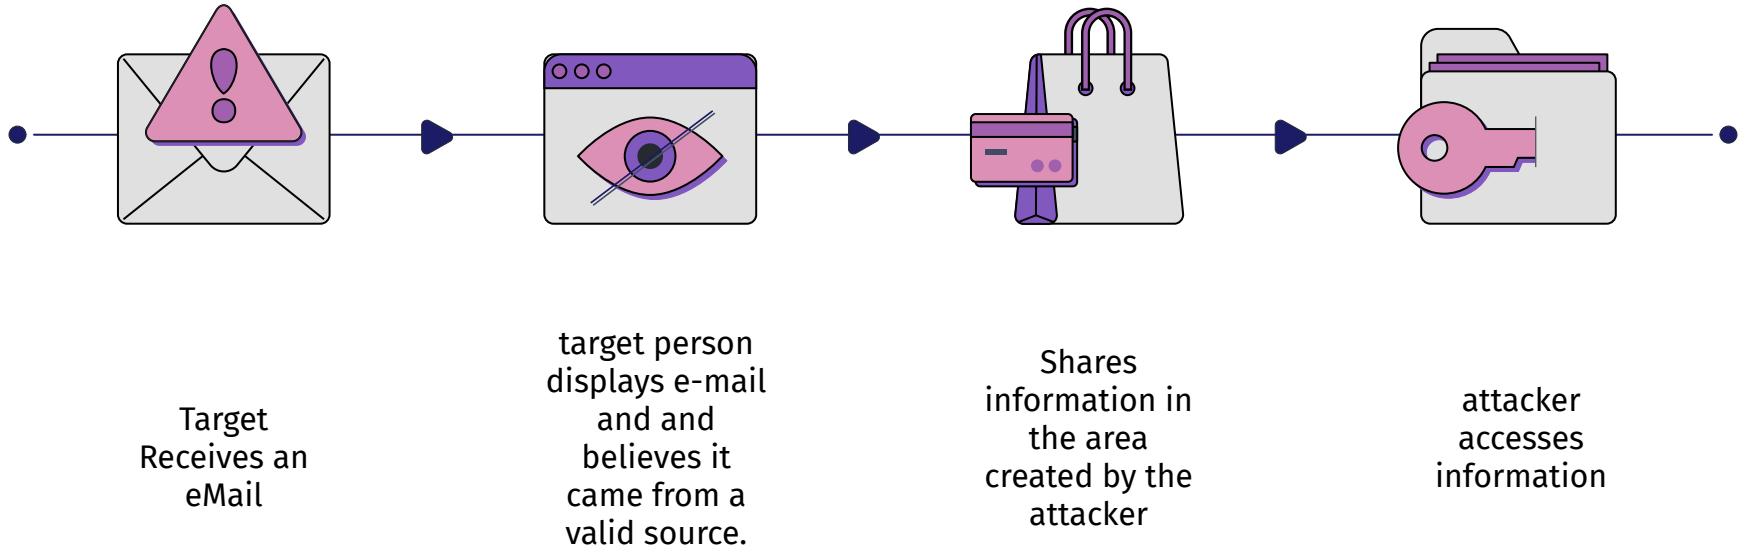 Target
Receives an
eMail
target person
displays e-mail
and and
believes it
came from a
valid source.
Shares
information in
the area
created by the
attacker
attacker
accesses
information